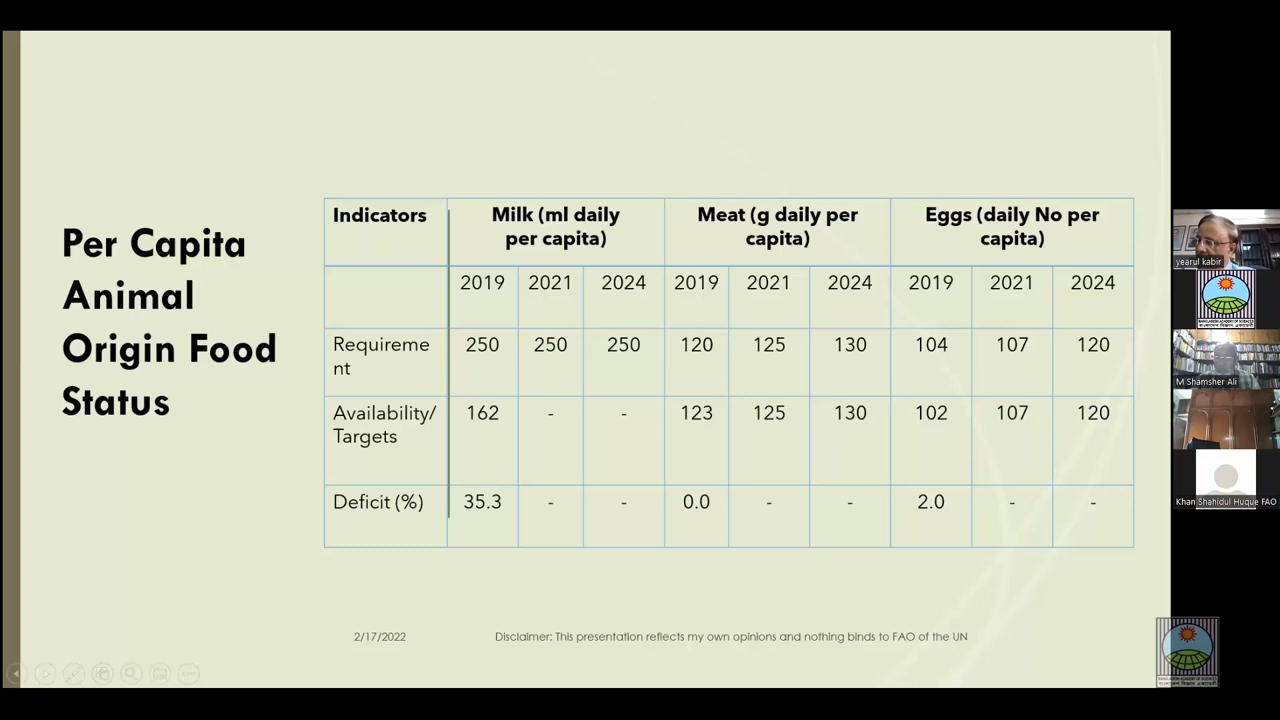 Per Capita
Animal
Origin Food
Status
Indicators Milk (ml daily per capita) Meat (g daily per capita) Eggs (daily No per capita)
2019 2021 2024 2019 2021 2024 2019 2021 2024
Requireme
nt 250 250 250 120 125 130 104 107 120
Availability/
Targets 162 - - 123 125 130 102 107 120
Deficit (%) 35.3 - - 0.0 - - 2.0 - -
2/17/2022 Disclaimer: This presentation reflects my own opinions and nothing binds to FAO of the UN
yearul kabir
M Shamsher Ali
Khan Shahidul Huque FAO